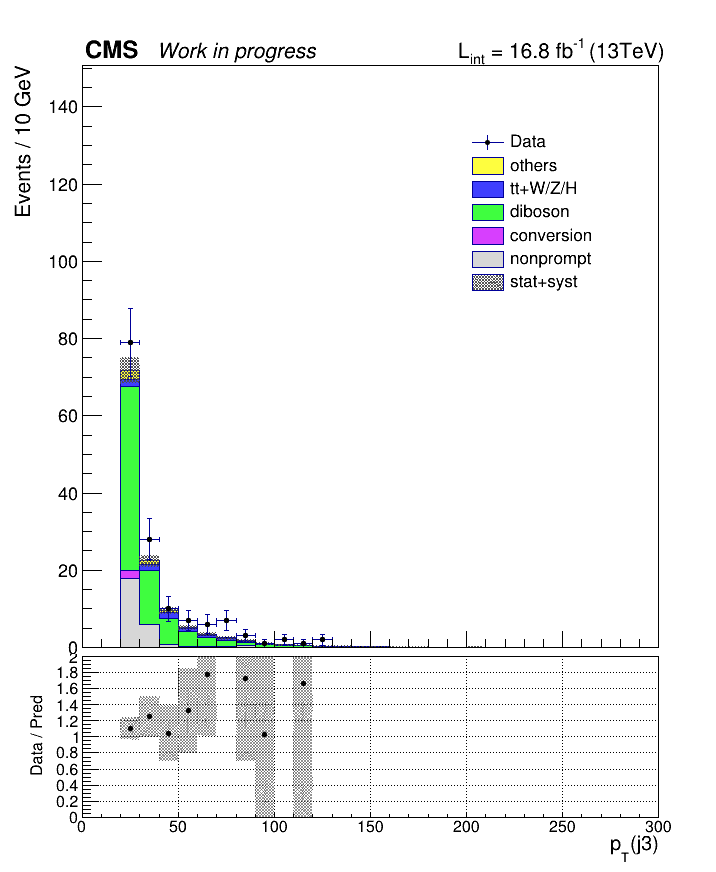 CMS Work in progress L_int = 16.8 fb^-1 (13TeV)
Events / 10 GeV
140
120
100
80
60
40
20
0
Data
others
tt+W/Z/H
diboson
conversion
nonprompt
stat+syst
Data / Pred
2
1.8
1.6
1.4
1.2
1
0.8
0.6
0.4
0.2
0
0 50 100 150 200 250 300
p_T(j3)